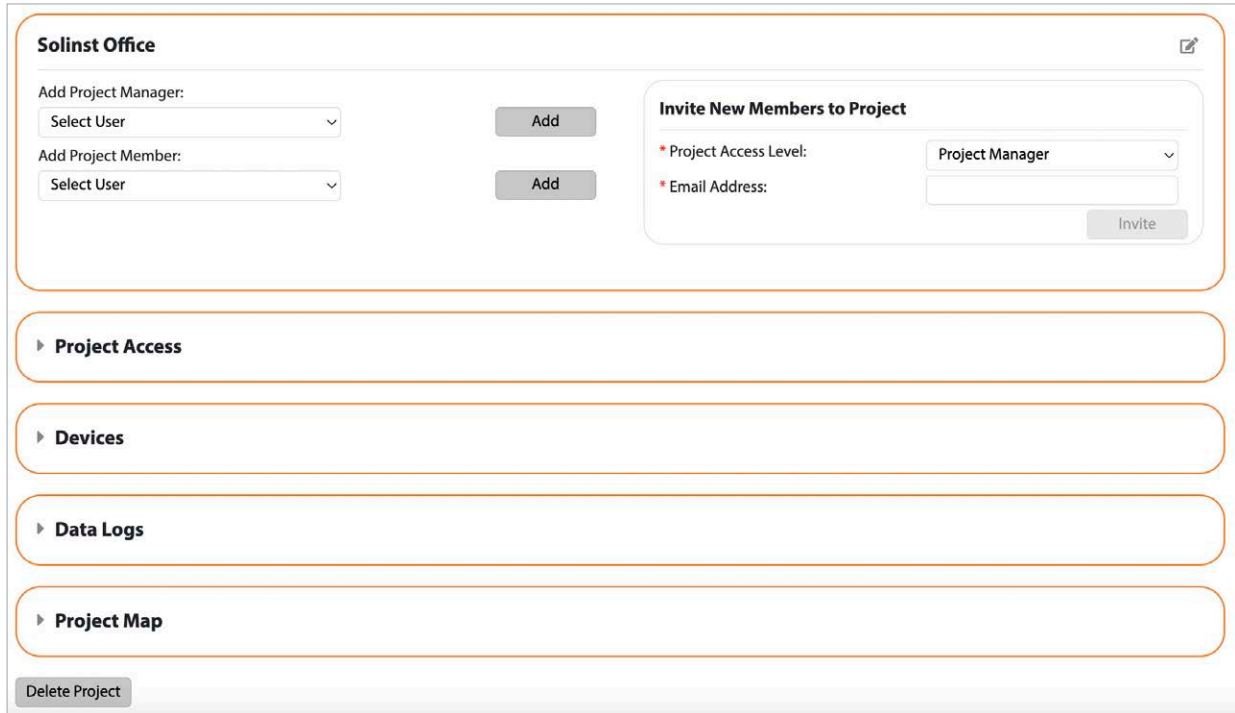 Solinst Office
Add Project Manager:
Select User
Add
Add Project Member:
Select User
Add
Invite New Members to Project
* Project Access Level:
Project Manager
* Email Address:
Invite
Project Access
Devices
Data Logs
Project Map
Delete Project